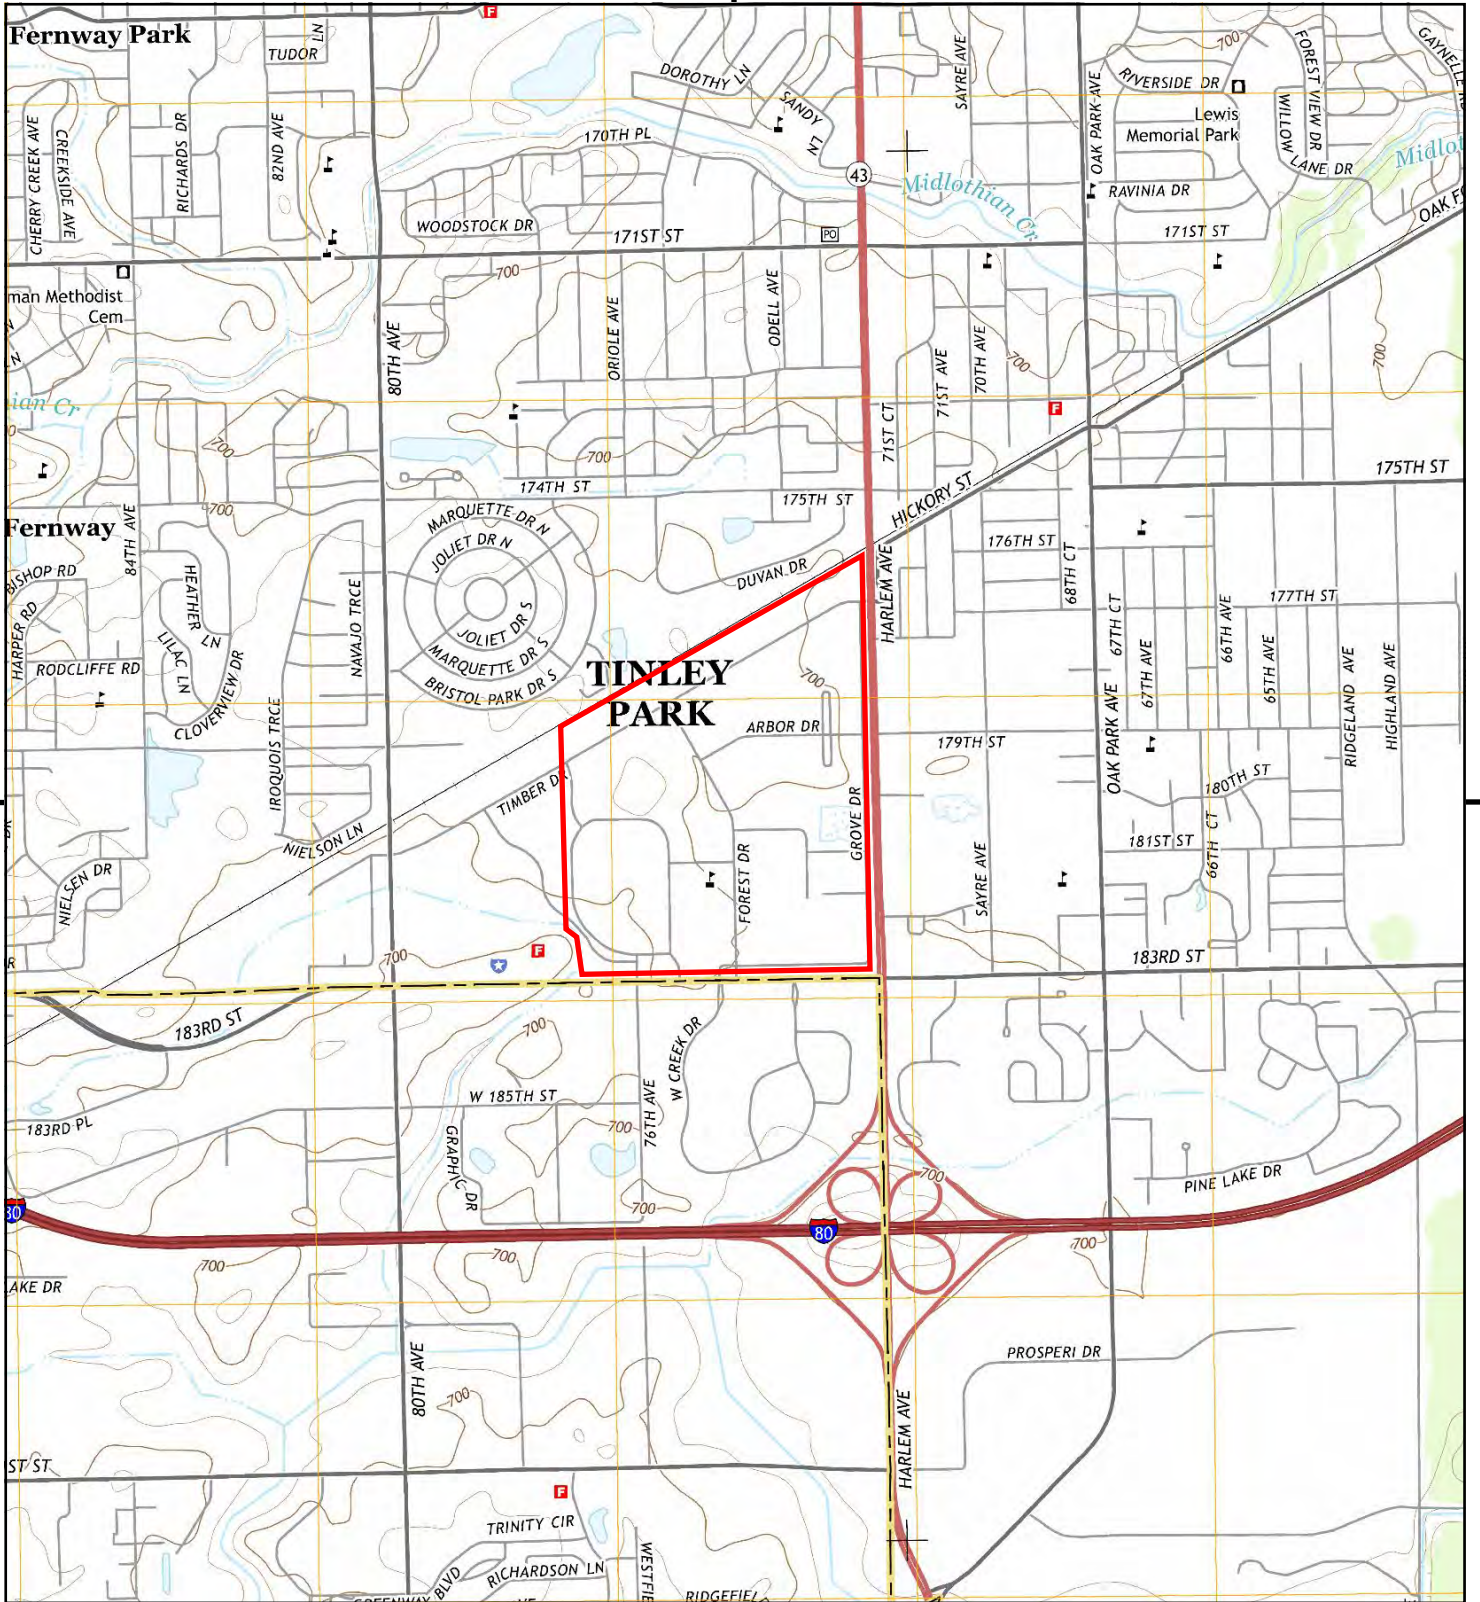 Fernway Park
TUDOR
LN
DOROTHY LN
SANDY
LN
SAYRE AVE
700
RIVERSIDE DR
Lewis
Memorial Park
FOREST VIEW DR
GAYNELLE
WILLOW
LANE DR
OAK PARK AVE
CHERRY CREEK AVE
CREEKSIDE AVE
RICHARDS DR
82ND AVE
170TH PL
43
Midlothian Cr
Midlot
RAVINIA DR
WOODSTOCK DR
171ST ST
PO
171ST ST
OAK FO
man Methodist
Cem
LN
80TH AVE
700
ORIOLE AVE
ODELL AVE
71ST AVE
70TH AVE
700
700
ian Cr
71ST CT
F
700
700
174TH ST
175TH ST
HICKORY ST
175TH ST
Fernway
84TH AVE
700
MARQUETTE DR N
JOLIET DR N
JOLIET DR S
MARQUETTE DR S
BRISTOL PARK DR S
BISHOP RD
HARPER RD
HEATHER
LN
LILAC LN
RODCLIFFE RD
CLOVERVIEW DR
NAVAJO TRCE
IROQUOIS TRCE
DUVAN DR
HARLEM AVE
176TH ST
68TH CT
67TH CT
67TH AVE
66TH AVE
177TH ST
65TH AVE
RIDGELAND AVE
HIGHLAND AVE
TINLEY
PARK
700
ARBOR DR
179TH ST
OAK PARK AVE
180TH ST
TIMBER DR
NIELSON LN
NIELSEN DR
GROVE DR
FOREST DR
SAYRE AVE
181ST ST
66TH CT
700
F
183RD ST
183RD ST
700
W CREEK DR
W 185TH ST
76TH AVE
GRAPHIC DR
700
183RD PL
700
PINE LAKE DR
80
700
80
700
700
700
LAKE DR
80TH AVE
700
PROSPERI DR
HARLEM AVE
ST ST
F
TRINITY CIR
RICHARDSON LN
BLVD
WESTFIE
RIDGEFIEL